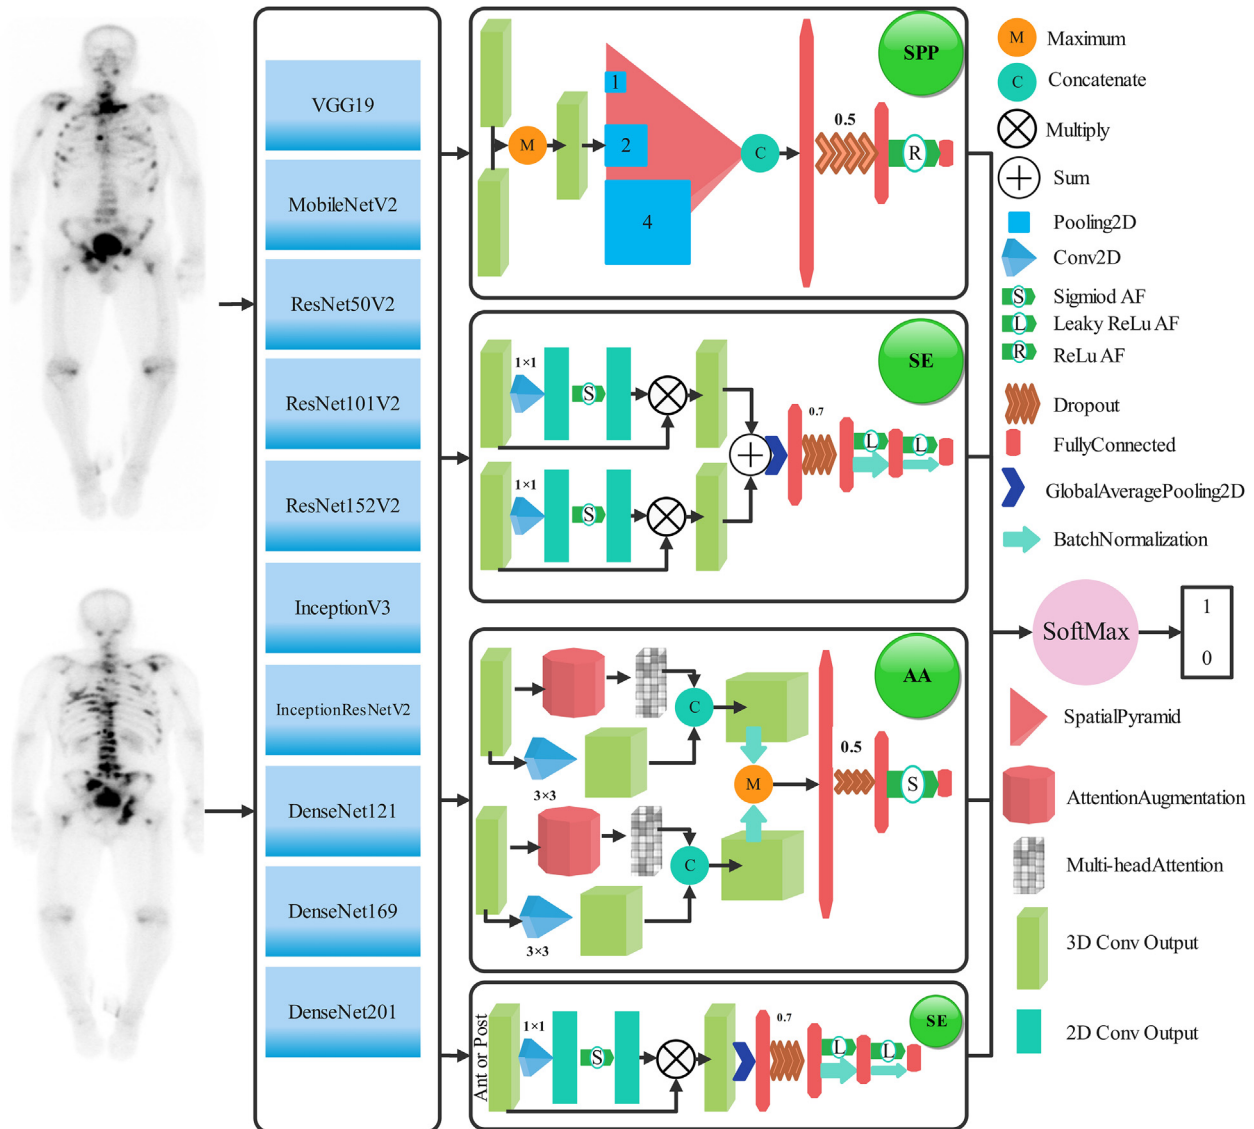 VGG19
MobileNetV2
ResNet50V2
ResNet101V2
ResNet152V2
InceptionV3
InceptionResNetV2
DenseNet121
DenseNet169
DenseNet201
SPP
M
1
2
4
C
0.5
R
SE
1×1
S
0.7
L
L
1×1
S
AA
C
3×3
M
0.5
S
C
3×3
SE
Ant or Post
1×1
S
0.7
L
L
M Maximum
C Concatenate
Multiply
Sum
Pooling2D
Conv2D
S Sigmiod AF
L Leaky ReLu AF
R ReLu AF
Dropout
FullyConnected
GlobalAveragePooling2D
BatchNormalization
SoftMax
1
0
SpatialPyramid
AttentionAugmentation
Multi-headAttention
3D Conv Output
2D Conv Output